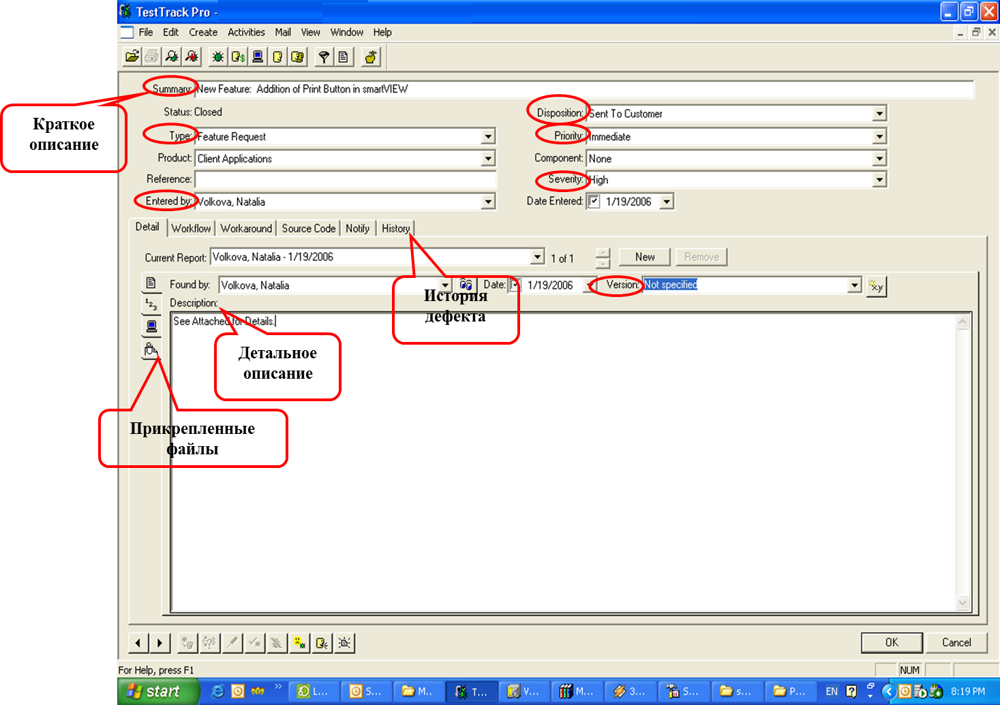 TestTrack Pro -
File Edit Create Activities Mail View Window Help
Summary: New Feature: Addition of Print Button in smartVIEW
Краткое
описание
Status: Closed
Disposition: Sent To Customer
Type: Feature Request
Priority: Immediate
Product: Client Applications
Component: None
Reference:
Severity: High
Entered by: Volkova, Natalia
Date Entered: 1/19/2006
Detail Workflow Workaround Source Code Notify History
Current Report: Volkova, Natalia - 1/19/2006 1 of 1 New Remove
Found by: Volkova, Natalia Date: 1/19/2006 Version: Not specified x.y
История
дефекта
Description:
See Attached for Details.
Детальное
описание
Прикрепленные
файлы
OK Cancel
For Help, press F1
NUM
start L... S... M... T... V... M... 3... S... s... P... EN 8:19 PM